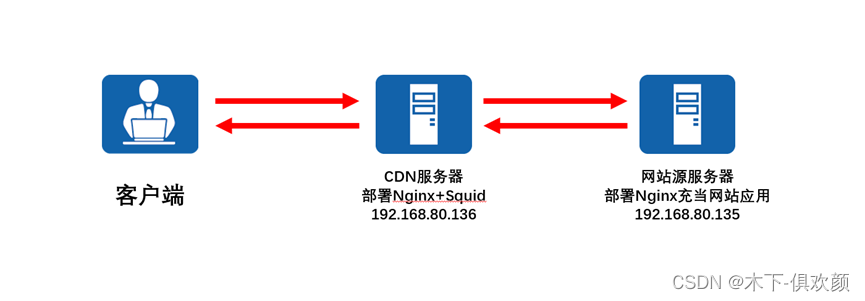 客户端
CDN服务器
部署Nginx+Squid
192.168.80.136
网站源服务器
部署Nginx充当网站应用
192.168.80.135
CSDN @木下-俱欢颜